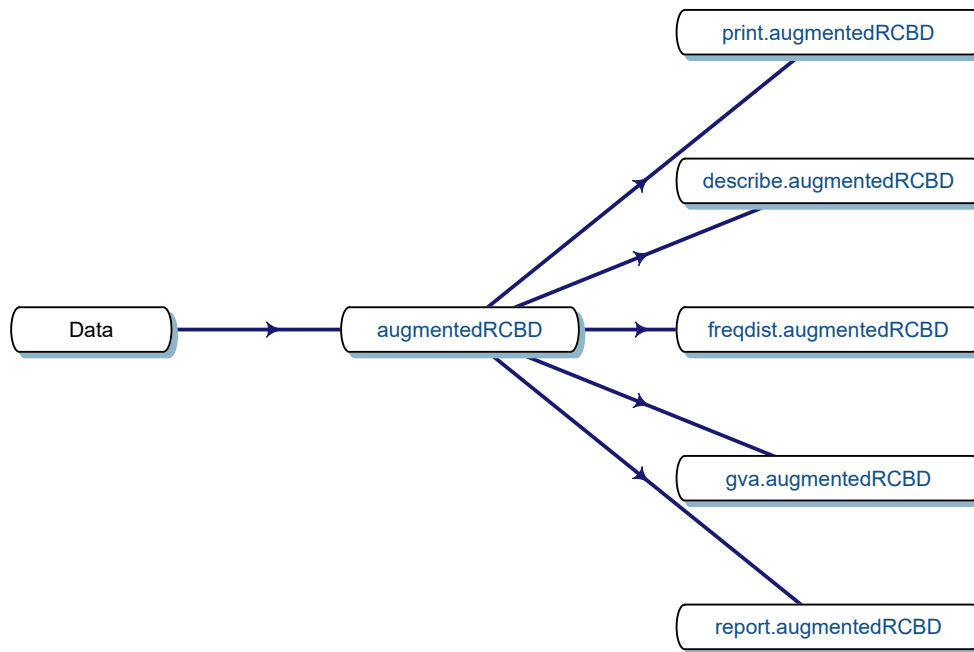 print.augmentedRCBD
describe.augmentedRCBD
Data
augmentedRCBD
freqdist.augmentedRCBD
gva.augmentedRCBD
report.augmentedRCBD